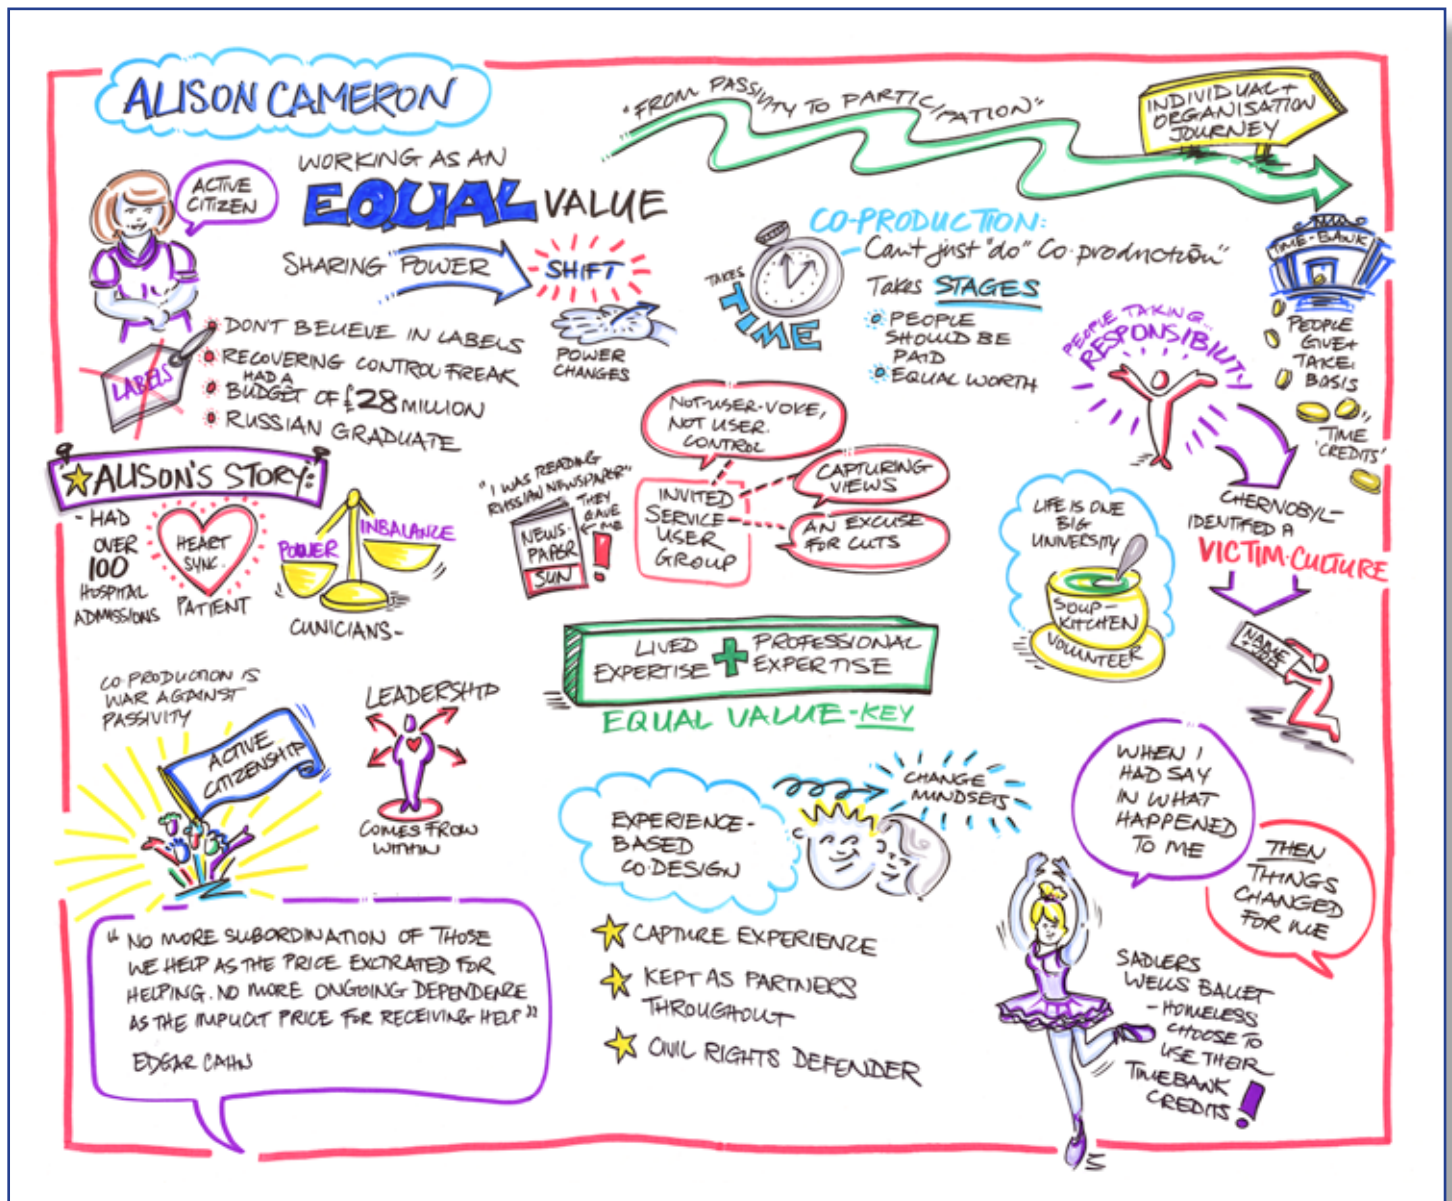 ALISON CAMERON
"FROM PASSIVITY TO PARTICIPATION"
INDIVIDUAL +
ORGANISATION
JOURNEY
ACTIVE
CITIZEN
WORKING AS AN
EQUAL VALUE
SHARING POWER
SHIFT
POWER
CHANGES
LABELS
DON'T BELIEVE IN LABELS
RECOVERING CONTROL FREAK
HAD A
BUDGET OF £28 MILLION
RUSSIAN GRADUATE
TAKES
TIME
CO-PRODUCTION:
Can't just "do" Co-production"
Takes STAGES
PEOPLE
SHOULD BE
PAID
EQUAL WORTH
PEOPLE TAKING...
RESPONSIBILITY
TIME-BANK
PEOPLE
GIVE +
TAKE.
BASIS
TIME
'CREDITS'
ALISON'S STORY:
- HAD
OVER
100
HOSPITAL
ADMISSIONS
HEART
SYNC.
PATIENT
POWER
INBALANCE
CLINICIANS-
"I WAS READING
RUSSIAN NEWSPAPER"
THEY
GAVE
ME
NEWS-
PAPER
SUN
!
NOT-USER-VOICE,
NOT USER.
CONTROL
CAPTURING
VIEWS
AN EXCUSE
FOR CUTS
INVITED
SERVICE
USER
GROUP
LIFE IS ONE
BIG
UNIVERSITY
SOUP-
KITCHEN
VOLUNTEER
CHERNOBYL-
IDENTIFIED A
VICTIM-CULTURE
NAME
LIVED
EXPERTISE
+
PROFESSIONAL
EXPERTISE
EQUAL VALUE-KEY
CO-PRODUCTION IS
WAR AGAINST
PASSIVITY
ACTIVE
CITIZENSHIP
LEADERSHIP
COMES FROM
WITHIN
EXPERIENCE-
BASED
CO-DESIGN
CHANGE
MINDSETS
CAPTURE EXPERIENCE
KEPT AS PARTNERS
THROUGHOUT
CIVIL RIGHTS DEFENDER
WHEN I
HAD SAY
IN WHAT
HAPPENED
TO ME
THEN
THINGS
CHANGED
FOR ME
SADLERS
WELLS BALLET
- HOMELESS
CHOOSE TO
USE THEIR
TIMEBANK
CREDITS!
"NO MORE SUBORDINATION OF THOSE
WE HELP AS THE PRICE EXCTRATED FOR
HELPING. NO MORE ONGOING DEPENDENCE
AS THE IMPLICIT PRICE FOR RECEIVING HELP"
EDGAR CAHN